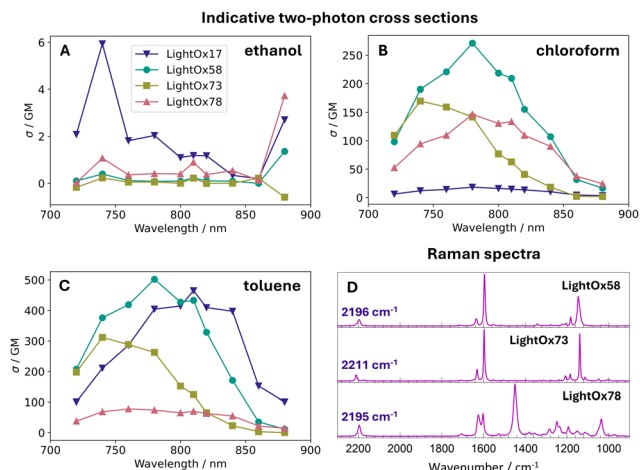 Indicative two-photon cross sections
A
ethanol
LightOx17
LightOx58
LightOx73
LightOx78
6
4
2
0
σ / GM
700 750 800 850 900
Wavelength / nm
B
chloroform
250
200
150
100
50
0
σ / GM
700 750 800 850 900
Wavelength / nm
C
toluene
500
400
300
200
100
0
σ / GM
700 750 800 850 900
Wavelength / nm
Raman spectra
D
LightOx58
2196 cm⁻¹
LightOx73
2211 cm⁻¹
LightOx78
2195 cm⁻¹
2200 2000 1800 1600 1400 1200 1000
Wavenumber / cm⁻¹